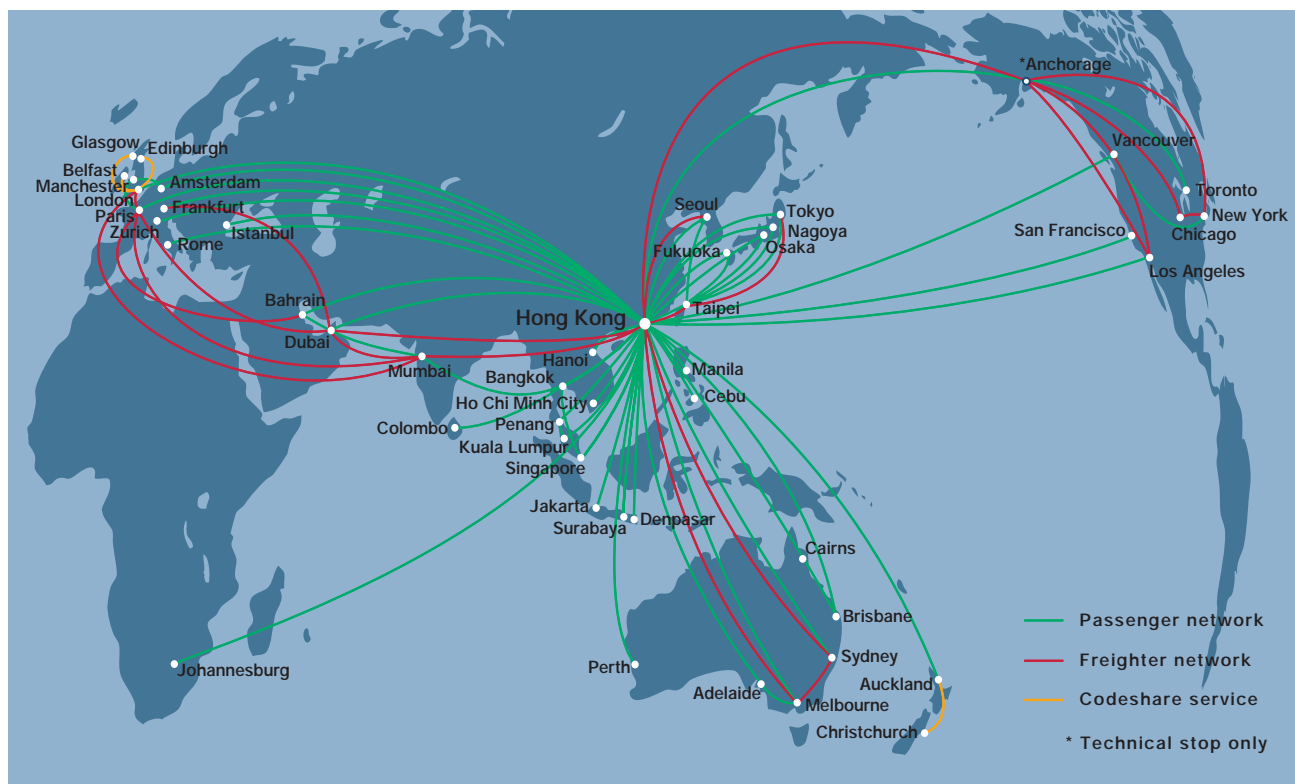 *Anchorage
Glasgow
Edinburgh
Belfast
Manchester
Amsterdam
London
Paris
Frankfurt
Zurich
Istanbul
Rome
Vancouver
Toronto
New York
San Francisco
Chicago
Los Angeles
Seoul
Tokyo
Nagoya
Fukuoka
Osaka
Bahrain
Taipei
Hong Kong
Dubai
Hanoi
Mumbai
Manila
Bangkok
Cebu
Ho Chi Minh City
Colombo
Penang
Kuala Lumpur
Singapore
Jakarta
Surabaya
Denpasar
Cairns
Brisbane
Johannesburg
Perth
Sydney
Adelaide
Auckland
Melbourne
Christchurch
Passenger network
Freighter network
Codeshare service
* Technical stop only